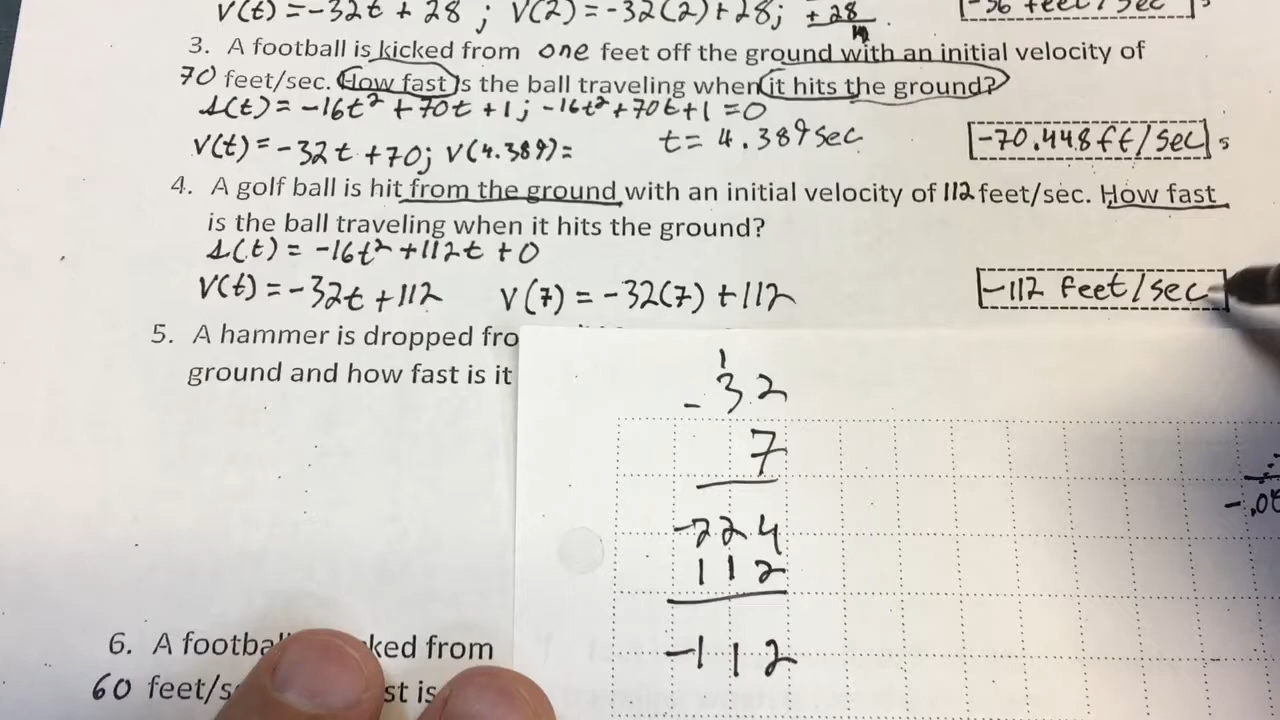 V(t) = -32t + 28 ; V(2) = -32(2) + 28; + 28
-36 feet/sec
3. A football is kicked from one feet off the ground with an initial velocity of
70 feet/sec. How fast is the ball traveling when it hits the ground?
s(t) = -16t² + 70t + 1 ; -16t² + 70t + 1 = 0
V(t) = -32t + 70; V(4.389) = t = 4.389 sec -70.448 ft/sec s
4. A golf ball is hit from the ground with an initial velocity of 112 feet/sec. How fast
is the ball traveling when it hits the ground?
s(t) = -16t² + 112t + 0
V(t) = -32t + 112 V(7) = -32(7) + 112 -112 feet/sec
5. A hammer is dropped fro
ground and how fast is it
1
- 32
7
-224
112
-112
6. A footba ked from
60 feet/s st is